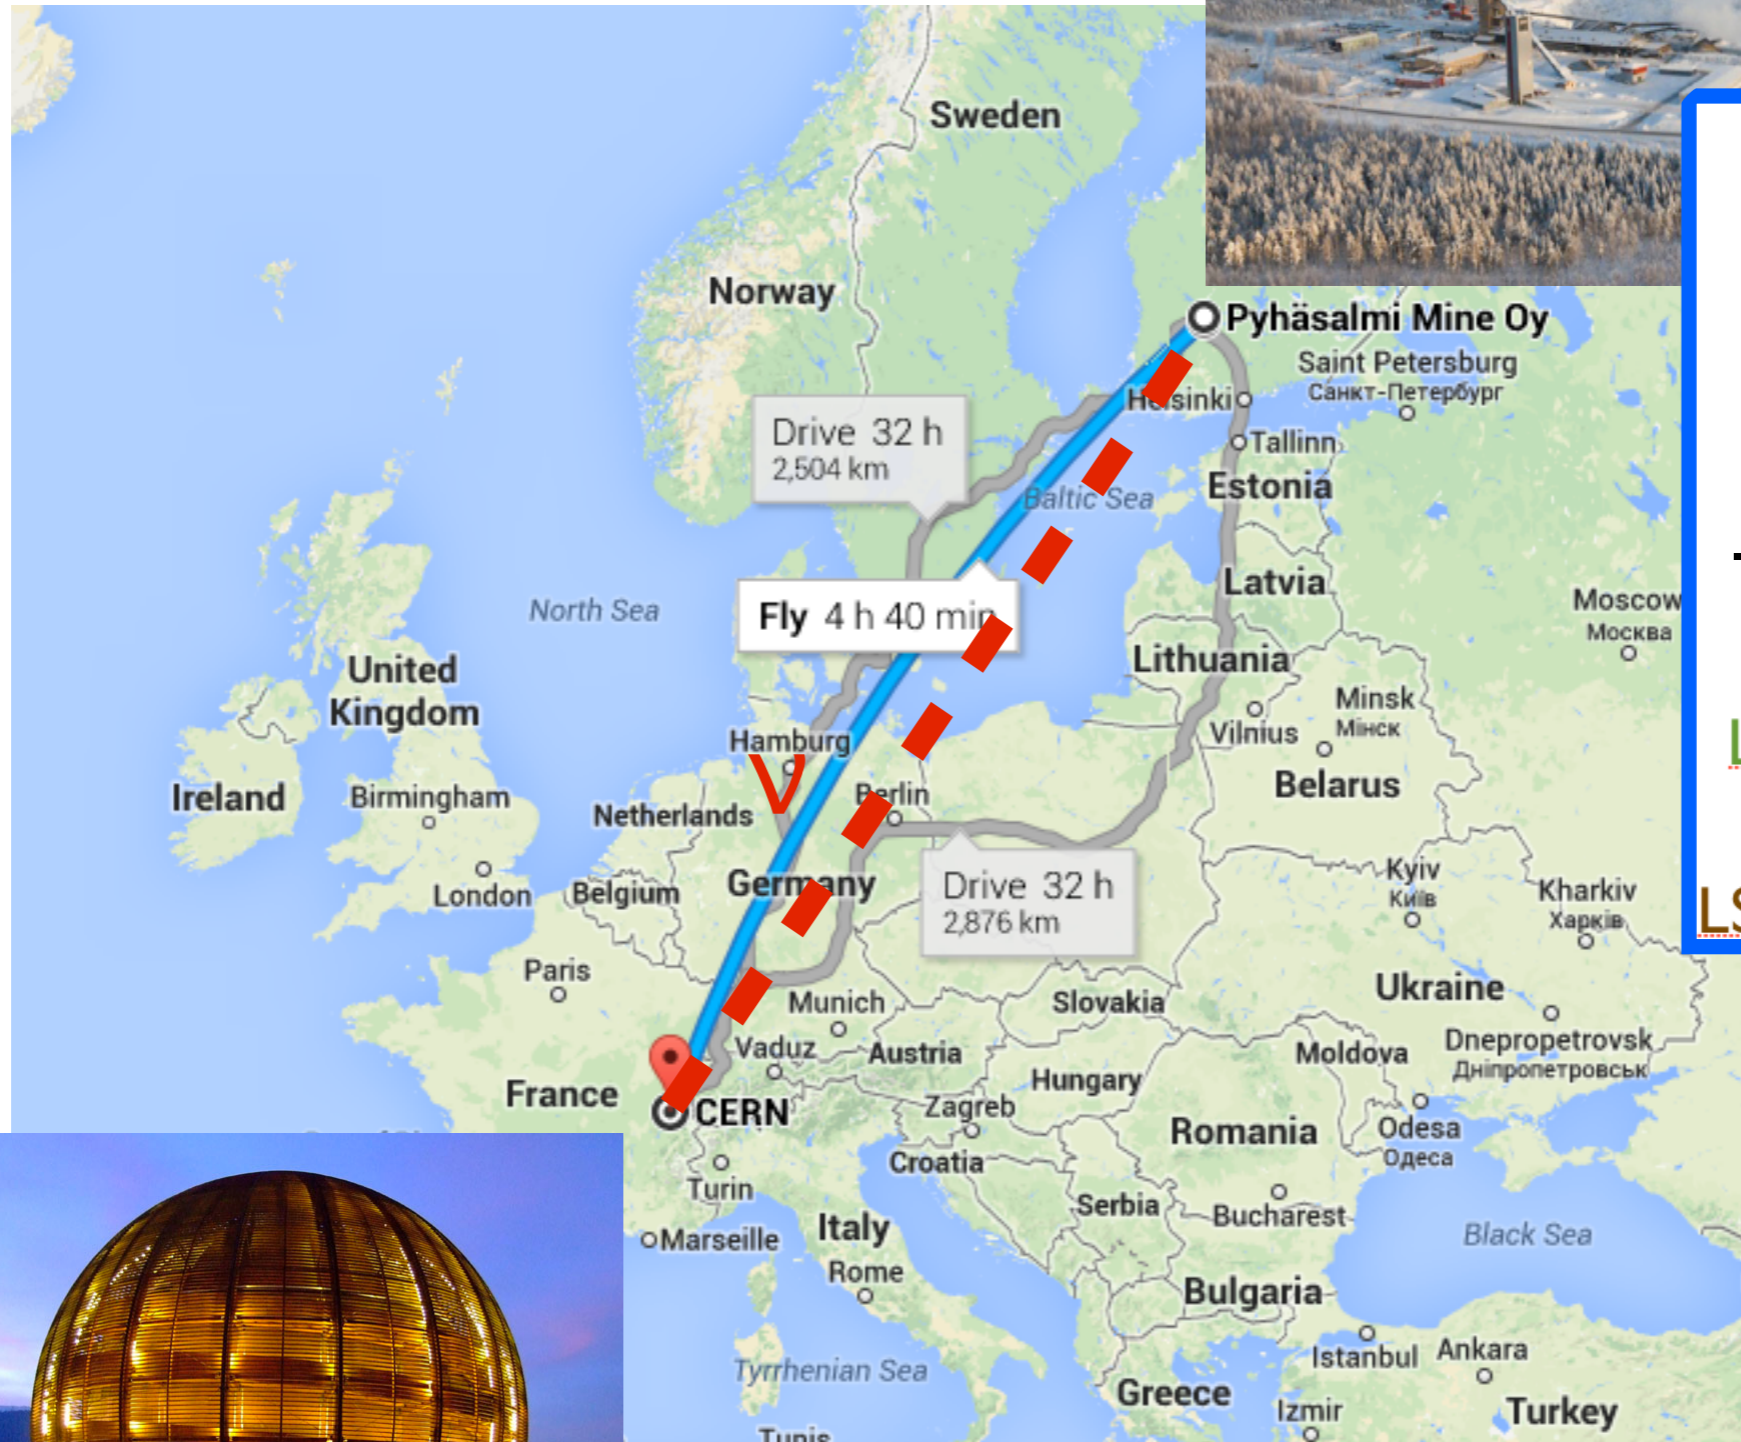 Sweden
Norway
Pyhäsalmi Mine Oy
Saint Petersburg
Санкт-Петербург
Helsinki
Drive 32 h
2,504 km
Tallinn
Baltic Sea
Estonia
Latvia
Moscow
Москва
North Sea
Fly 4 h 40 min
Lithuania
United
Kingdom
Minsk
Мінск
Vilnius
Hamburg
ν
Belarus
Ireland
Birmingham
Netherlands
Berlin
London
Belgium
Germany
Drive 32 h
2,876 km
Kyiv
Київ
Kharkiv
Харків
LS
Paris
Munich
Slovakia
Ukraine
Vaduz
Austria
Moldova
Dnepropetrovsk
Дніпропетровськ
France
CERN
Hungary
Zagreb
Romania
Odesa
Одеса
Croatia
Turin
Serbia
Bucharest
Marseille
Italy
Black Sea
Rome
Bulgaria
Istanbul
Ankara
Tyrrhenian Sea
Greece
Izmir
Turkey
Tunis